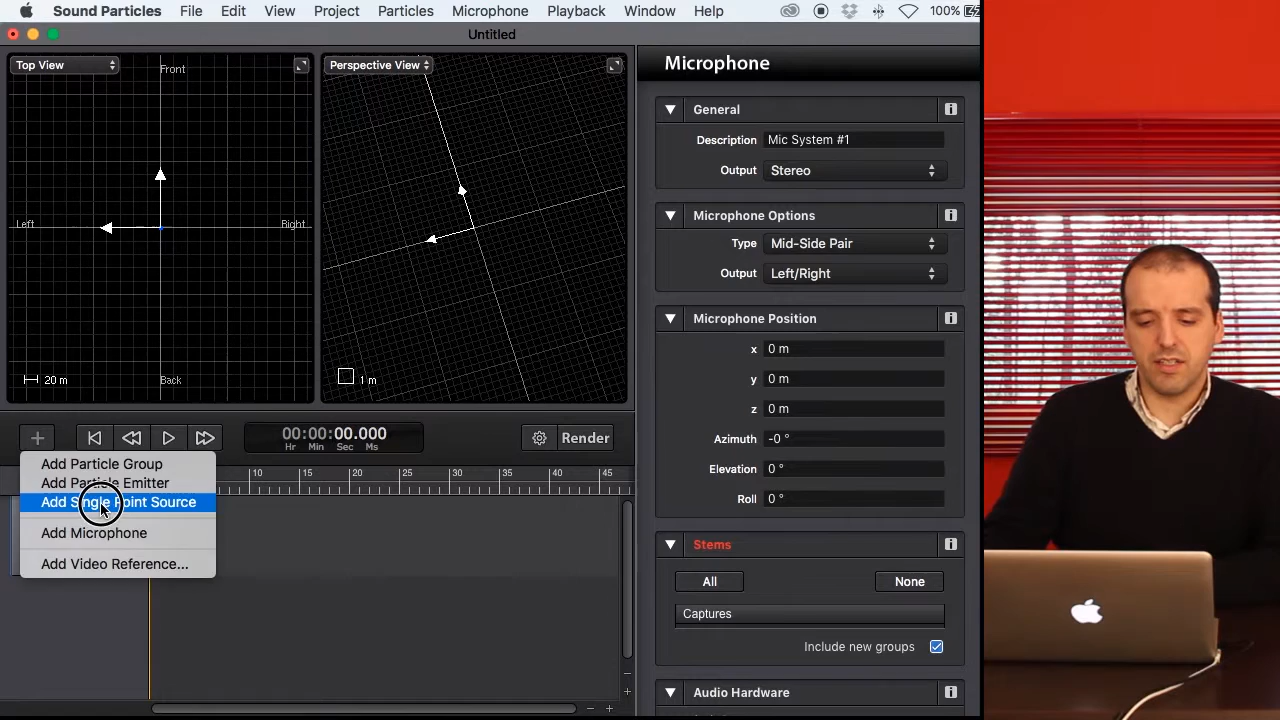 Sound Particles File Edit View Project Particles Microphone Playback Window Help 100%
Untitled
Top View
Front
Left
Right
Back
20 m
Perspective View
1 m
Microphone
General
Description Mic System #1
Output Stereo
Microphone Options
Type Mid-Side Pair
Output Left/Right
Microphone Position
x 0 m
y 0 m
z 0 m
Azimuth -0 °
Elevation 0 °
Roll 0 °
Stems
All None
Captures
Include new groups
Audio Hardware
00:00:00.000
Hr Min Sec Ms
Render
10 15 20 25 30 35 40 45
Add Particle Group
Add Particle Emitter
Add Single Point Source
Add Microphone
Add Video Reference...